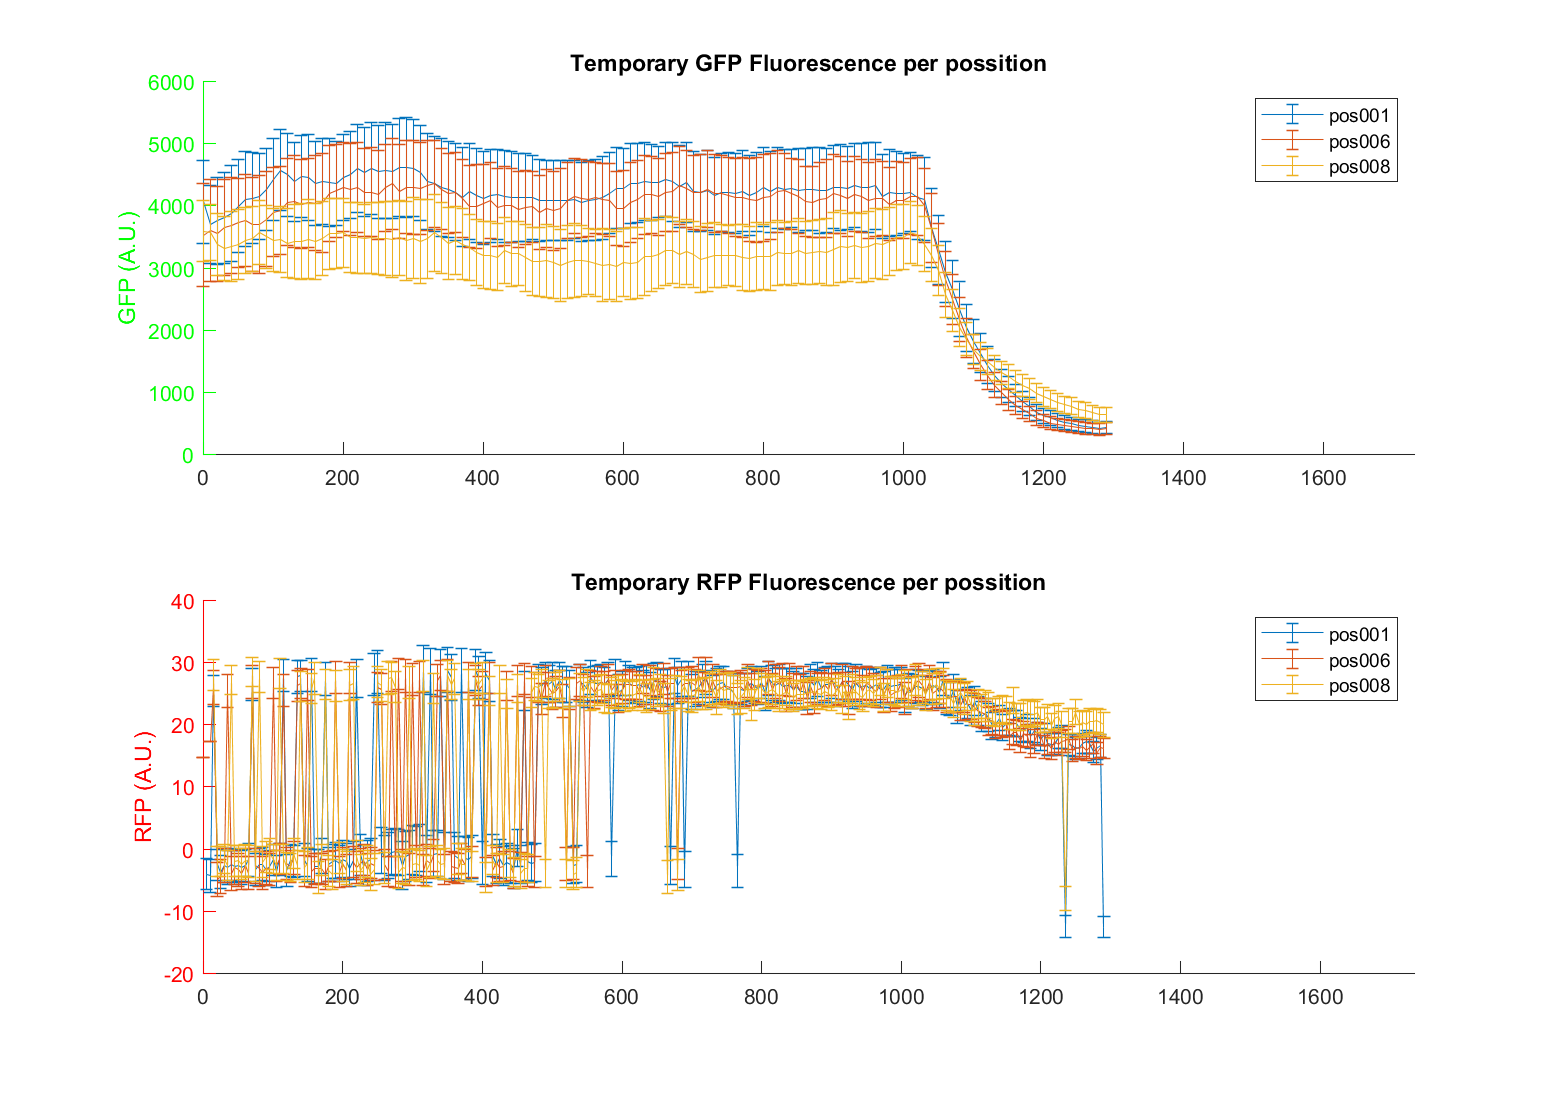 Temporary GFP Fluorescence per possition
GFP (A.U.)
6000
5000
4000
3000
2000
1000
0
0 200 400 600 800 1000 1200 1400 1600
pos001
pos006
pos008
Temporary RFP Fluorescence per possition
RFP (A.U.)
40
30
20
10
0
-10
-20
0 200 400 600 800 1000 1200 1400 1600
pos001
pos006
pos008